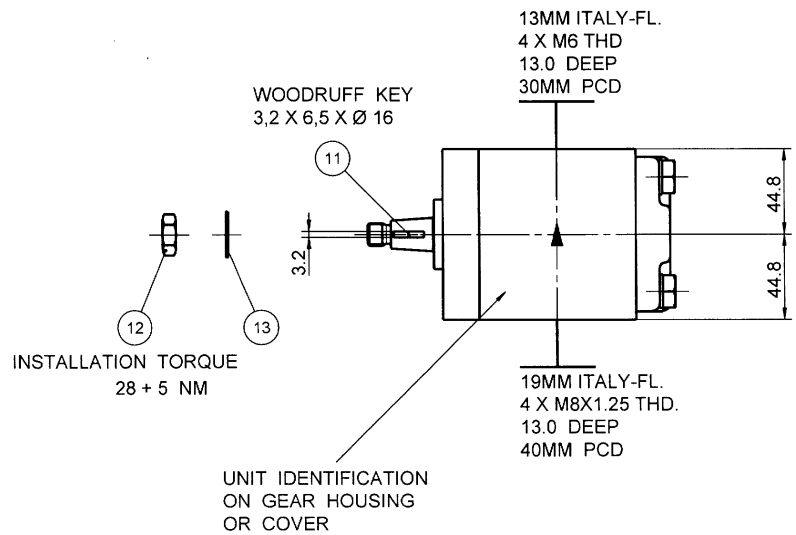 13MM ITALY-FL.
4 X M6 THD
13.0 DEEP
30MM PCD
WOODRUFF KEY
3,2 X 6,5 X Ø 16
11
44.8
3.2
44.8
12
13
INSTALLATION TORQUE
28 + 5 NM
19MM ITALY-FL.
4 X M8X1.25 THD.
13.0 DEEP
40MM PCD
UNIT IDENTIFICATION
ON GEAR HOUSING
OR COVER